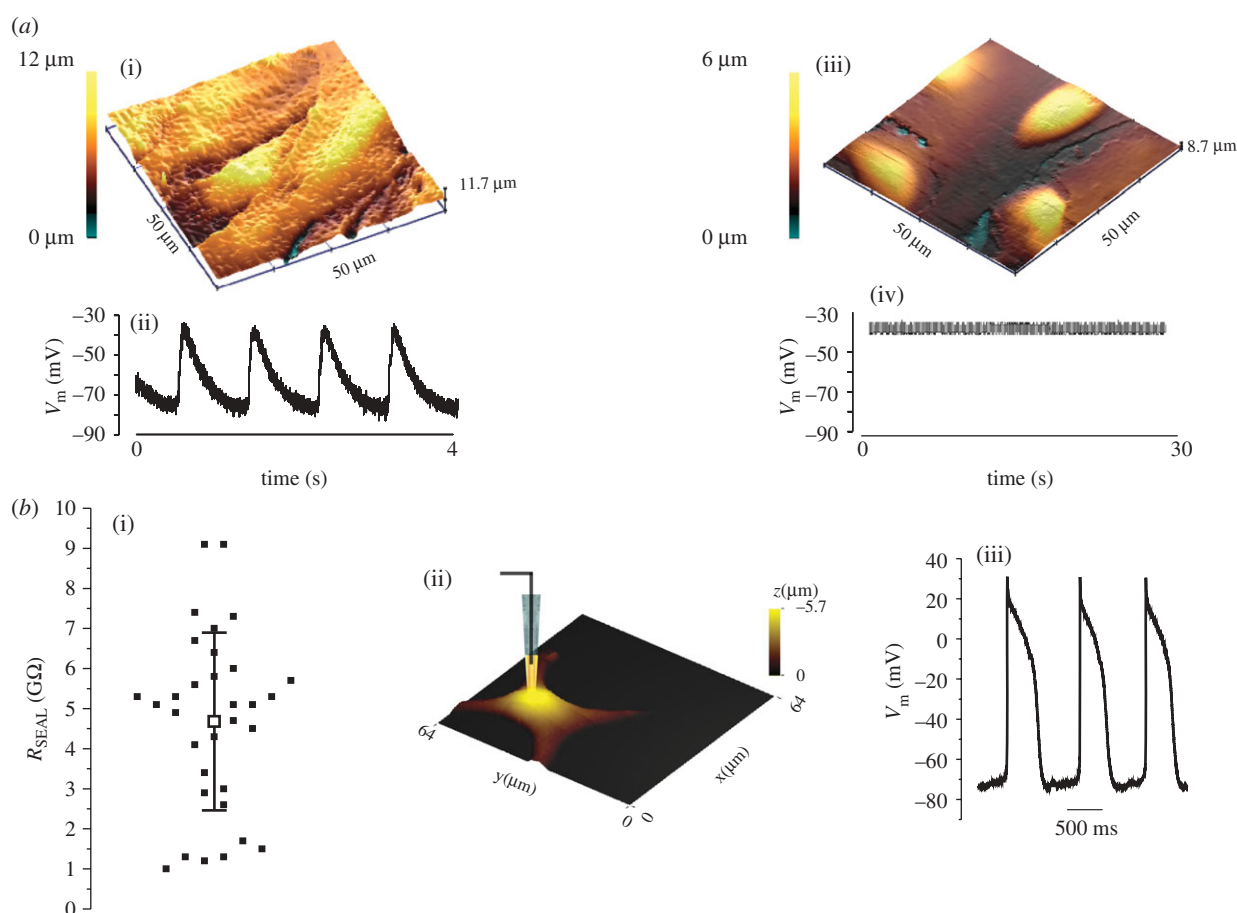 (a)
12 µm
(i)
0 µm
50 µm
50 µm
11.7 µm
6 µm
(iii)
0 µm
50 µm
50 µm
8.7 µm
(ii)
−30
−50
−70
−90
Vm (mV)
0
4
time (s)
(iv)
−30
−50
−70
−90
Vm (mV)
0
30
time (s)
(b)
(i)
10
9
8
7
6
5
4
3
2
1
0
RSEAL (GΩ)
(ii)
z(µm)
−5.7
0
64
y(µm)
0
0
x(µm)
64
(iii)
40
20
0
−20
−40
−60
−80
Vm (mV)
500 ms